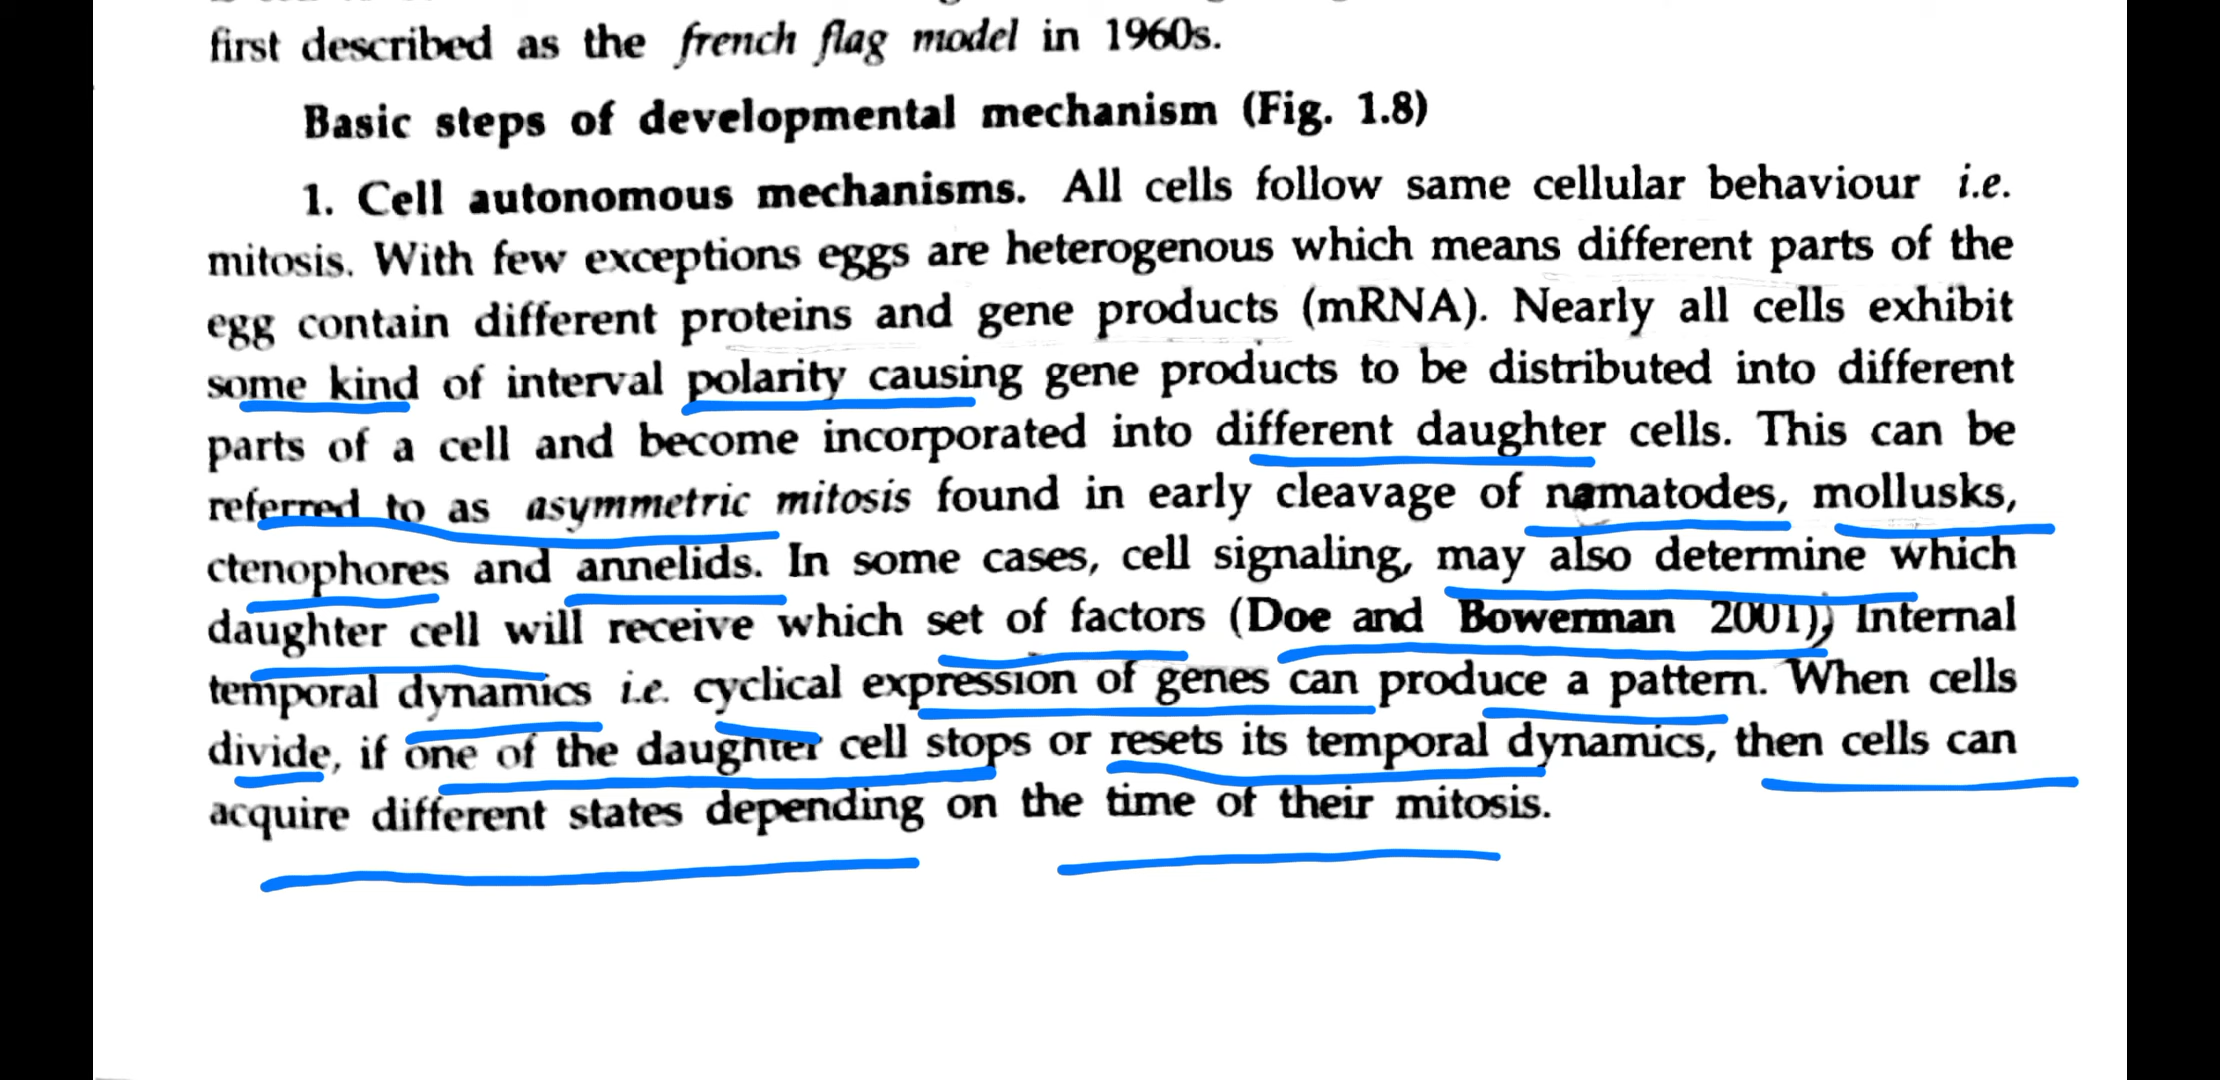 first described as the french flag model in 1960s.
Basic steps of developmental mechanism (Fig. 1.8)
1. Cell autonomous mechanisms. All cells follow same cellular behaviour i.e.
mitosis. With few exceptions eggs are heterogenous which means different parts of the
egg contain different proteins and gene products (mRNA). Nearly all cells exhibit
some kind of interval polarity causing gene products to be distributed into different
parts of a cell and become incorporated into different daughter cells. This can be
referred to as asymmetric mitosis found in early cleavage of namatodes, mollusks,
ctenophores and annelids. In some cases, cell signaling, may also determine which
daughter cell will receive which set of factors (Doe and Bowerman 2001), Internal
temporal dynamics i.e. cyclical expression of genes can produce a pattern. When cells
divide, if one of the daughter cell stops or resets its temporal dynamics, then cells can
acquire different states depending on the time of their mitosis.